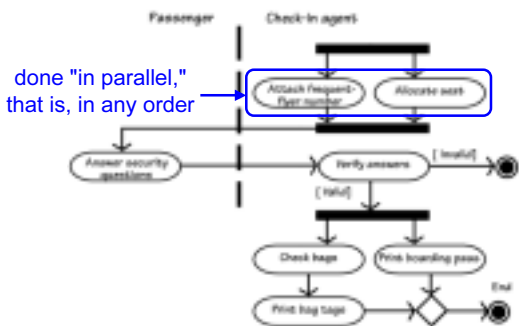 Passenger
Check-In agent
done "in parallel,"
that is, in any order
Attach frequent-
flyer number
Allocate seat
Answer security
questions
Verify answers
[ Invalid]
[ Valid]
Check bags
Print boarding pass
End
Print bag tags